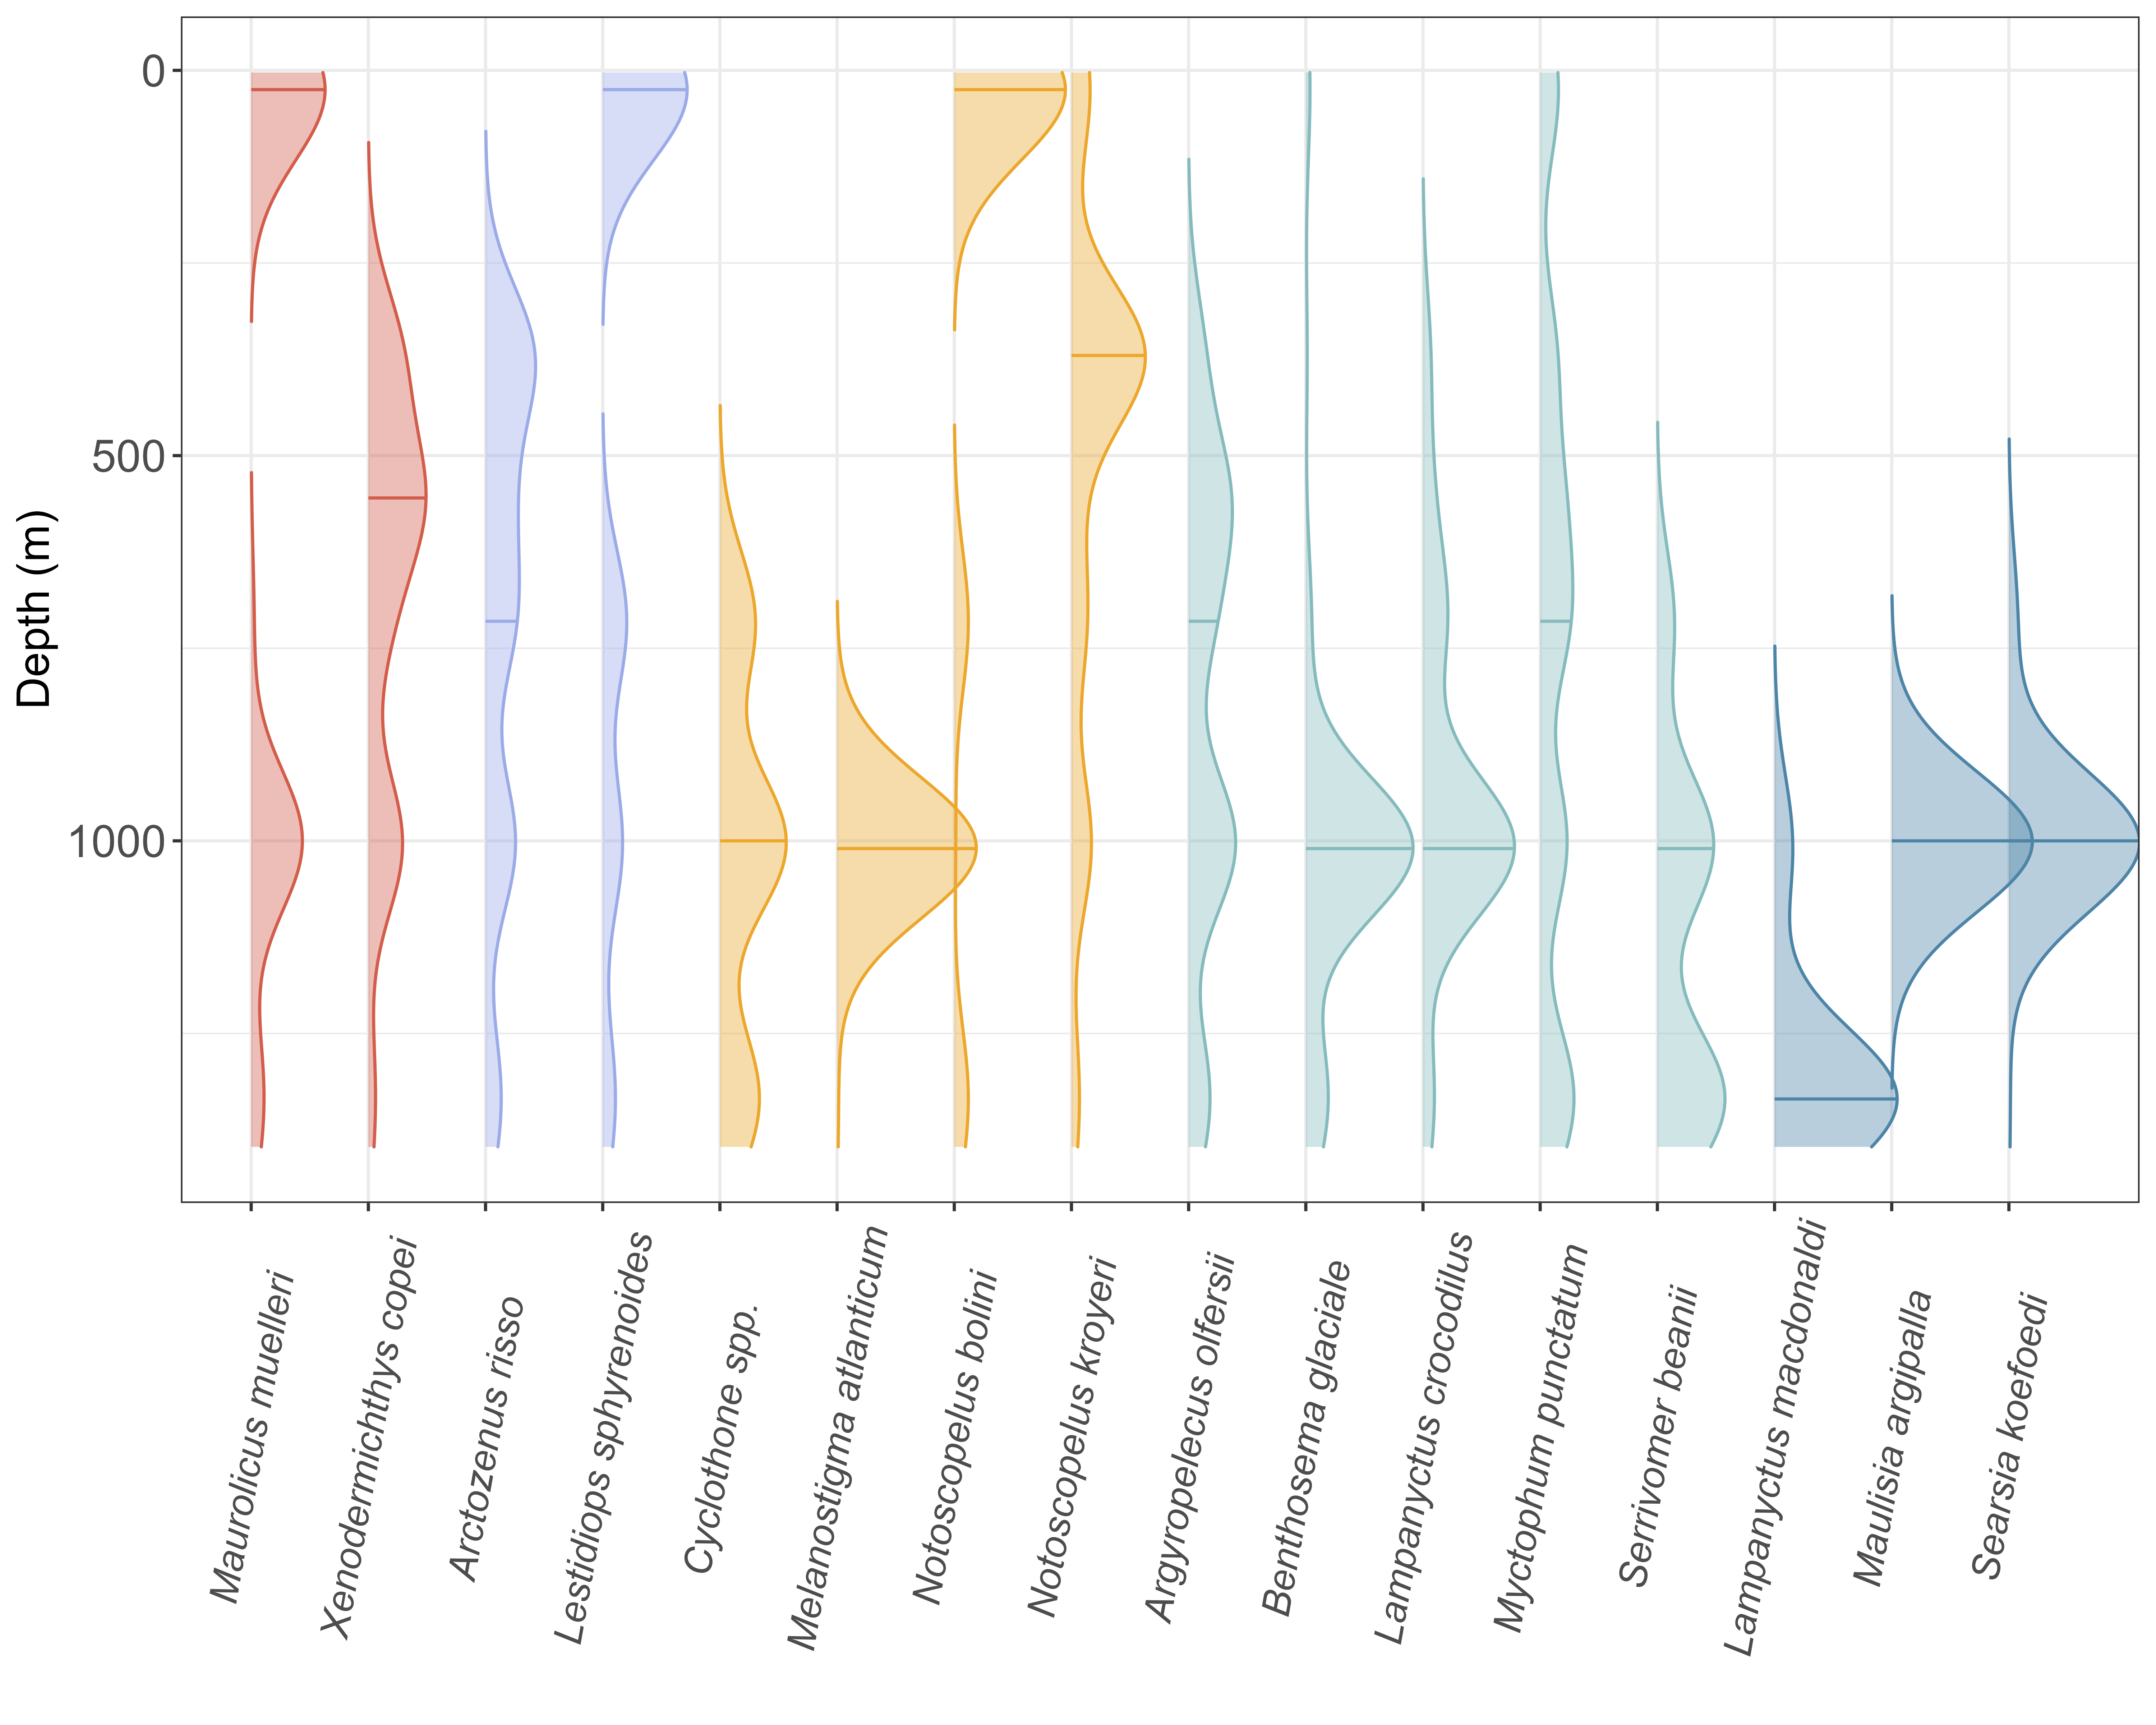 0
500
1000
Depth (m)
Maurolicus muelleri
Xenodermichthys copei
Arctozenus risso
Lestidiops sphyrenoides
Cyclothone spp.
Melanostigma atlanticum
Notoscopelus bolini
Notoscopelus kroyeri
Argyropelecus olfersii
Benthosema glaciale
Lampanyctus crocodilus
Myctophum punctatum
Serrivomer beanii
Lampanyctus macdonaldi
Maulisia argipalla
Searsia koefoedi